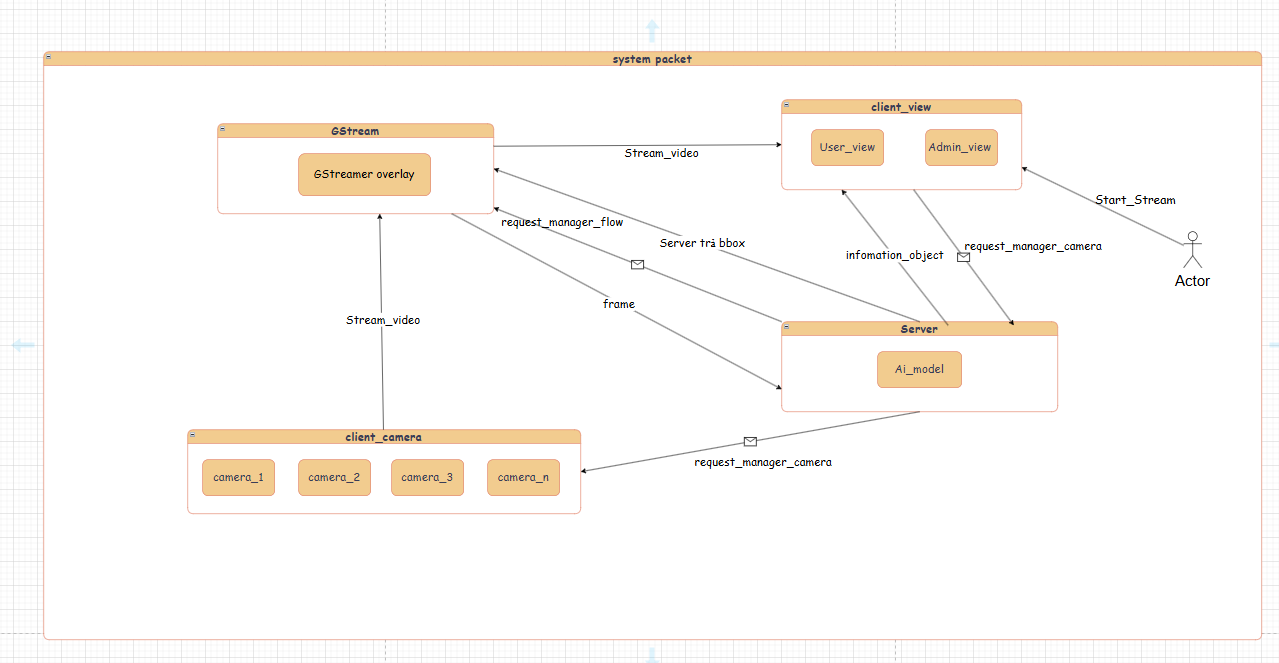 system packet
client_view
User_view
Admin_view
GStream
GStreamer overlay
Stream_video
Start_Stream
request_manager_flow
Server trả bbox
infomation_object
request_manager_camera
Actor
frame
Stream_video
Server
Ai_model
client_camera
camera_1
camera_2
camera_3
camera_n
request_manager_camera